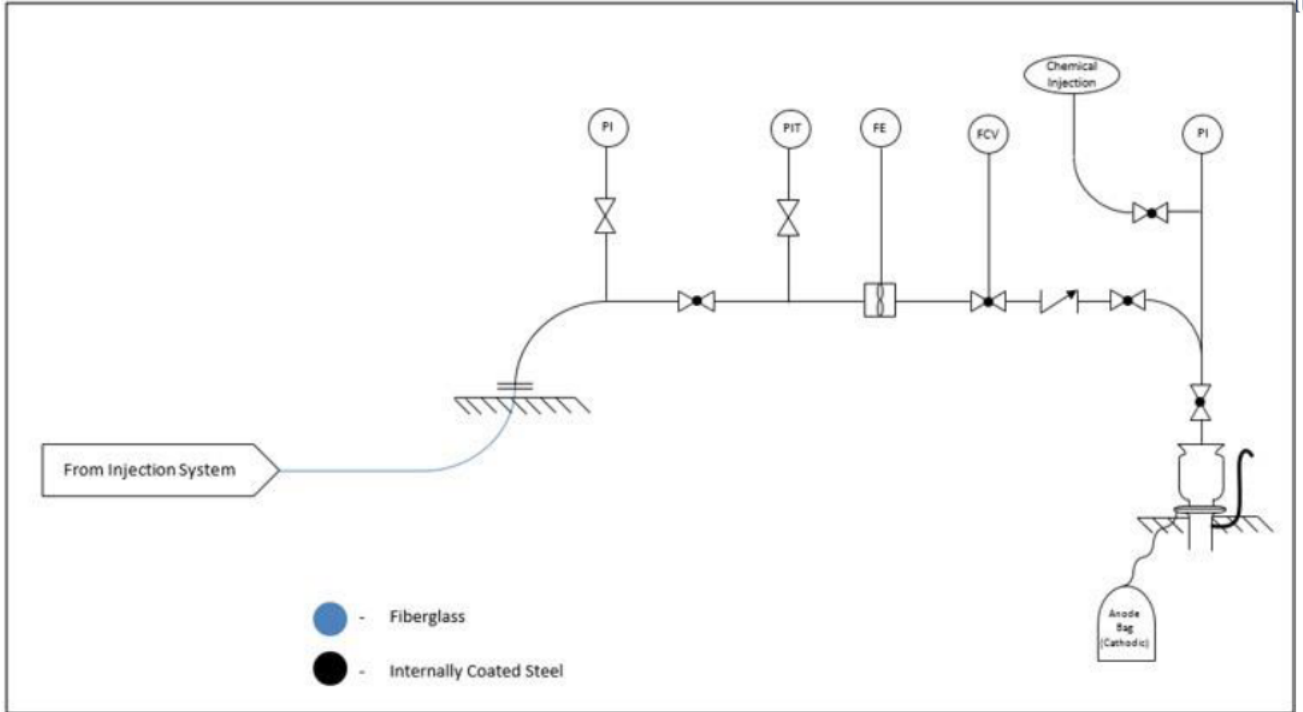 Chemical
Injection
PI
PIT
FE
FCV
PI
From Injection System
Anode
Bag
(Cathodic)
- Fiberglass
- Internally Coated Steel